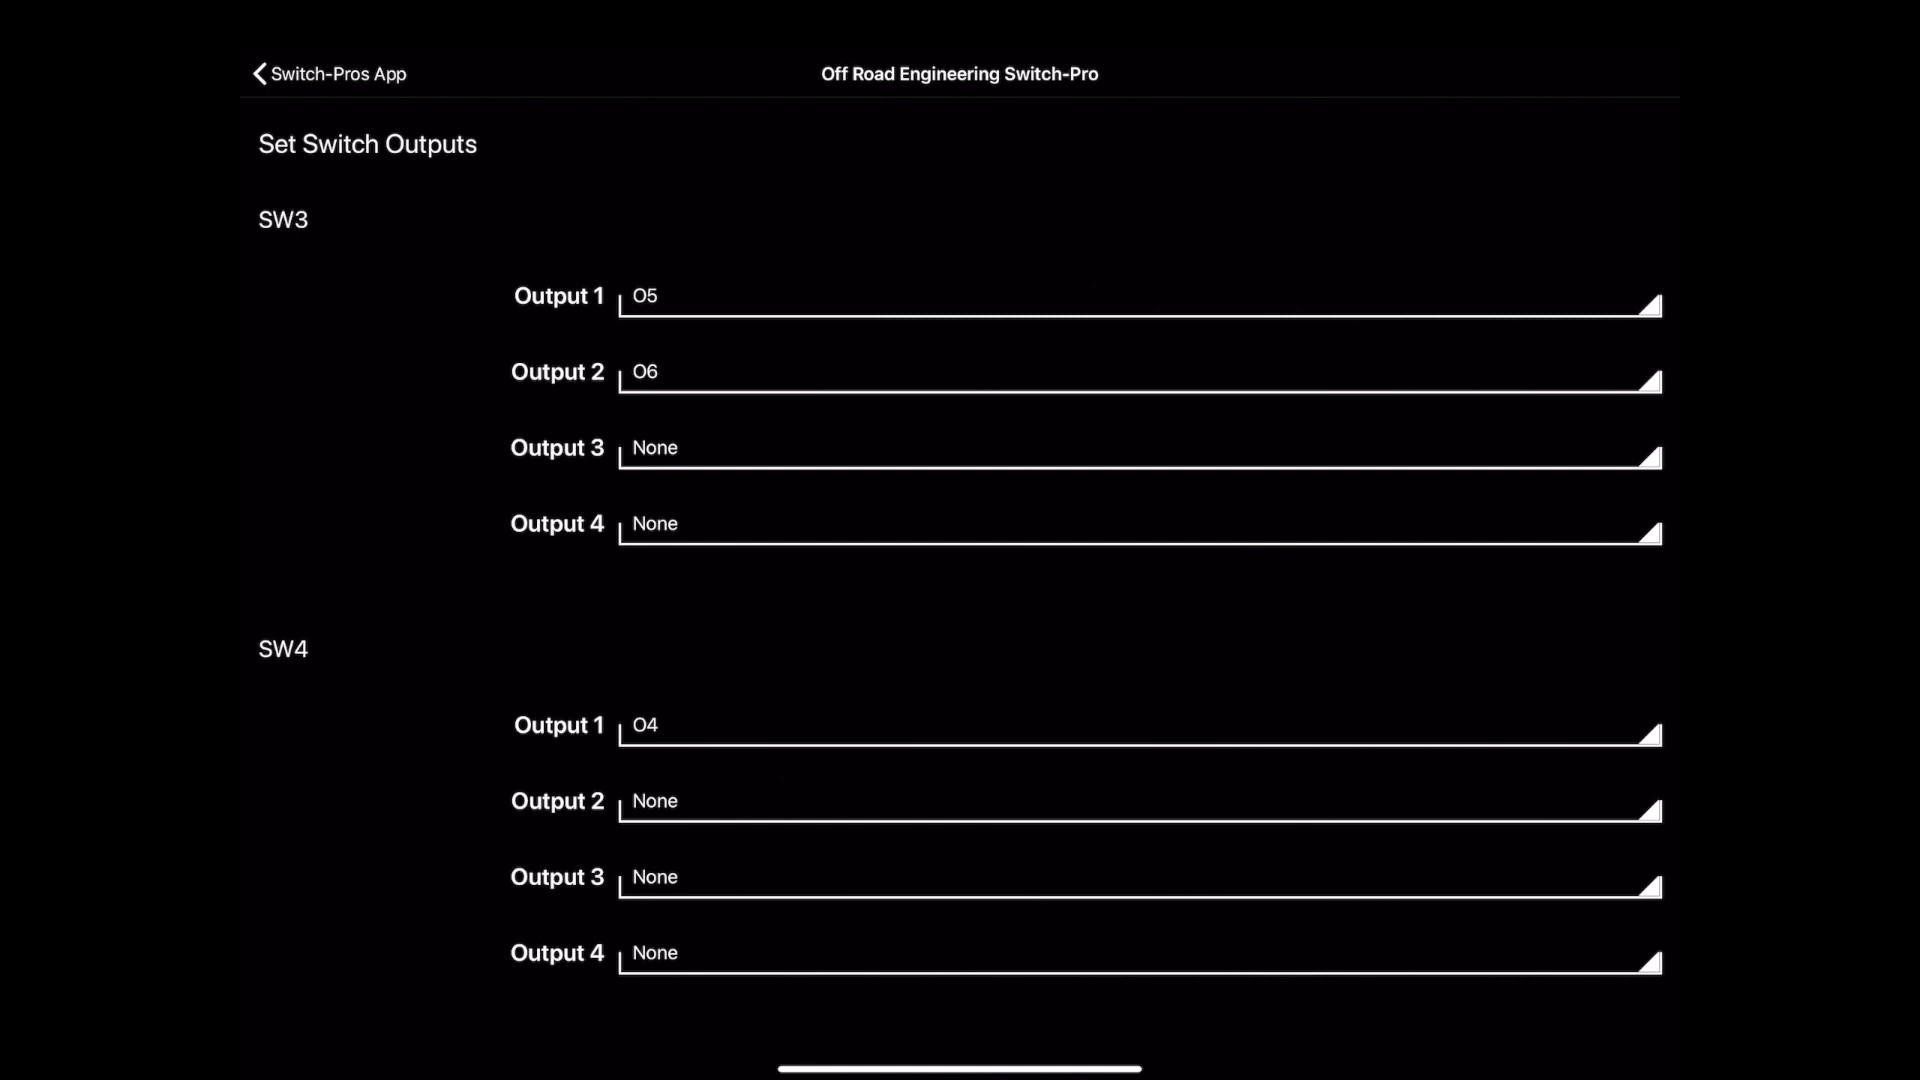 Switch-Pros App
Off Road Engineering Switch-Pro
Set Switch Outputs
SW3
Output 1 O5
Output 2 O6
Output 3 None
Output 4 None
SW4
Output 1 O4
Output 2 None
Output 3 None
Output 4 None